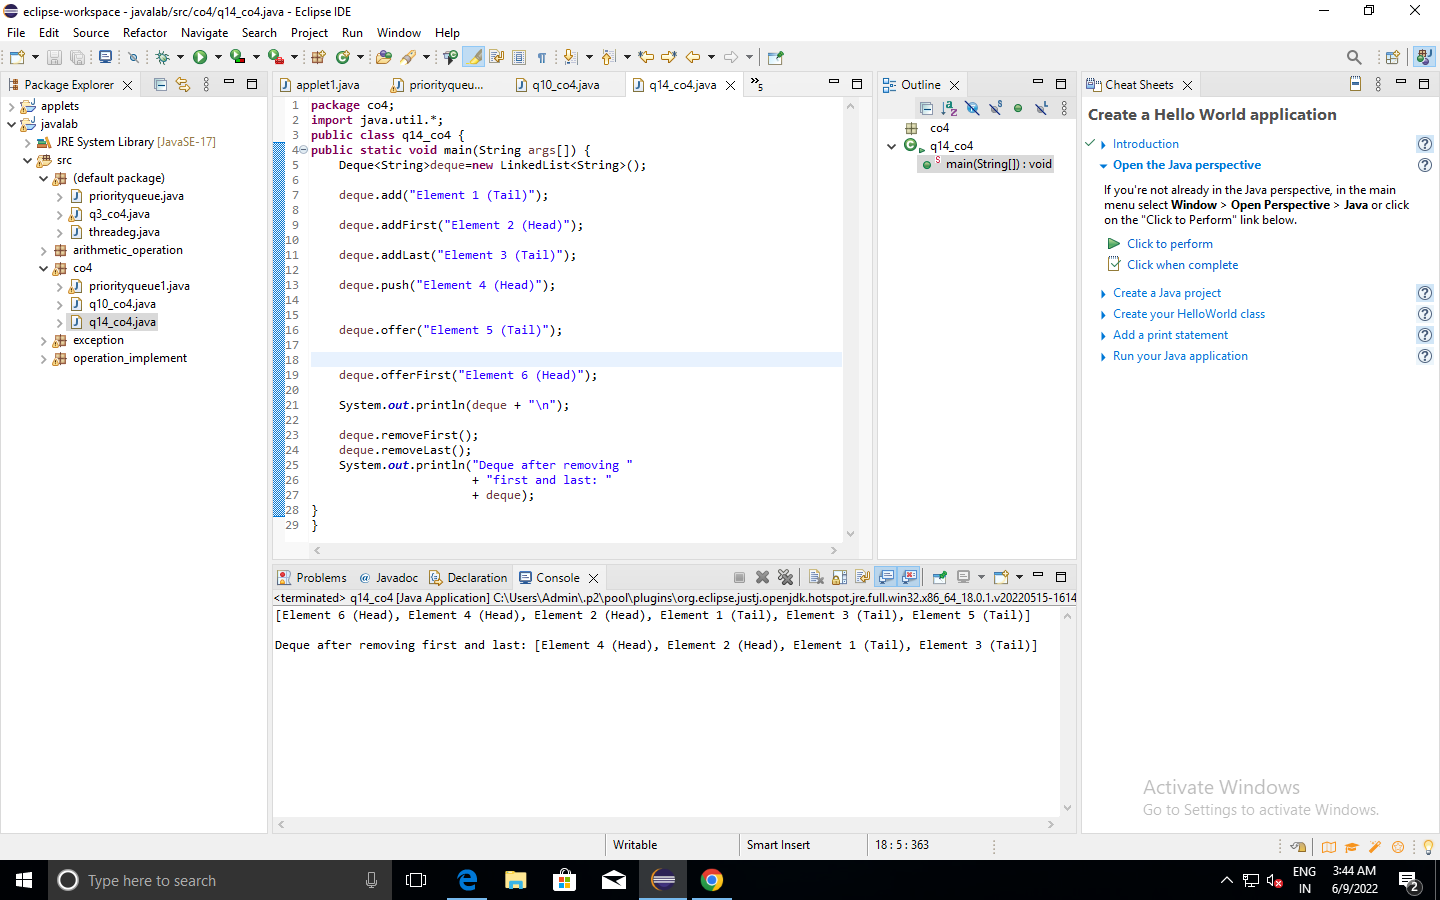 eclipse-workspace - javalab/src/co4/q14_co4.java - Eclipse IDE
File Edit Source Refactor Navigate Search Project Run Window Help
Package Explorer
applets
javalab
JRE System Library [JavaSE-17]
src
(default package)
priorityqueue.java
q3_co4.java
threadeg.java
arithmetic_operation
co4
priorityqueue1.java
q10_co4.java
q14_co4.java
exception
operation_implement
applet1.java priorityqueu... q10_co4.java q14_co4.java »5
1 package co4;
2 import java.util.*;
3 public class q14_co4 {
4 public static void main(String args[]) {
5 Deque<String>deque=new LinkedList<String>();
6
7 deque.add("Element 1 (Tail)");
8
9 deque.addFirst("Element 2 (Head)");
10
11 deque.addLast("Element 3 (Tail)");
12
13 deque.push("Element 4 (Head)");
14
15
16 deque.offer("Element 5 (Tail)");
17
18
19 deque.offerFirst("Element 6 (Head)");
20
21 System.out.println(deque + "\n");
22
23 deque.removeFirst();
24 deque.removeLast();
25 System.out.println("Deque after removing "
26 + "first and last: "
27 + deque);
28 }
29 }
Outline
co4
q14_co4
main(String[]) : void
Cheat Sheets
Create a Hello World application
Introduction
Open the Java perspective
If you're not already in the Java perspective, in the main
menu select Window > Open Perspective > Java or click
on the "Click to Perform" link below.
Click to perform
Click when complete
Create a Java project
Create your HelloWorld class
Add a print statement
Run your Java application
Problems @ Javadoc Declaration Console
<terminated> q14_co4 [Java Application] C:\Users\Admin\.p2\pool\plugins\org.eclipse.justj.openjdk.hotspot.jre.full.win32.x86_64_18.0.1.v20220515-1614
[Element 6 (Head), Element 4 (Head), Element 2 (Head), Element 1 (Tail), Element 3 (Tail), Element 5 (Tail)]
Deque after removing first and last: [Element 4 (Head), Element 2 (Head), Element 1 (Tail), Element 3 (Tail)]
Activate Windows
Go to Settings to activate Windows.
Writable Smart Insert 18 : 5 : 363
Type here to search
ENG
IN
3:44 AM
6/9/2022
2